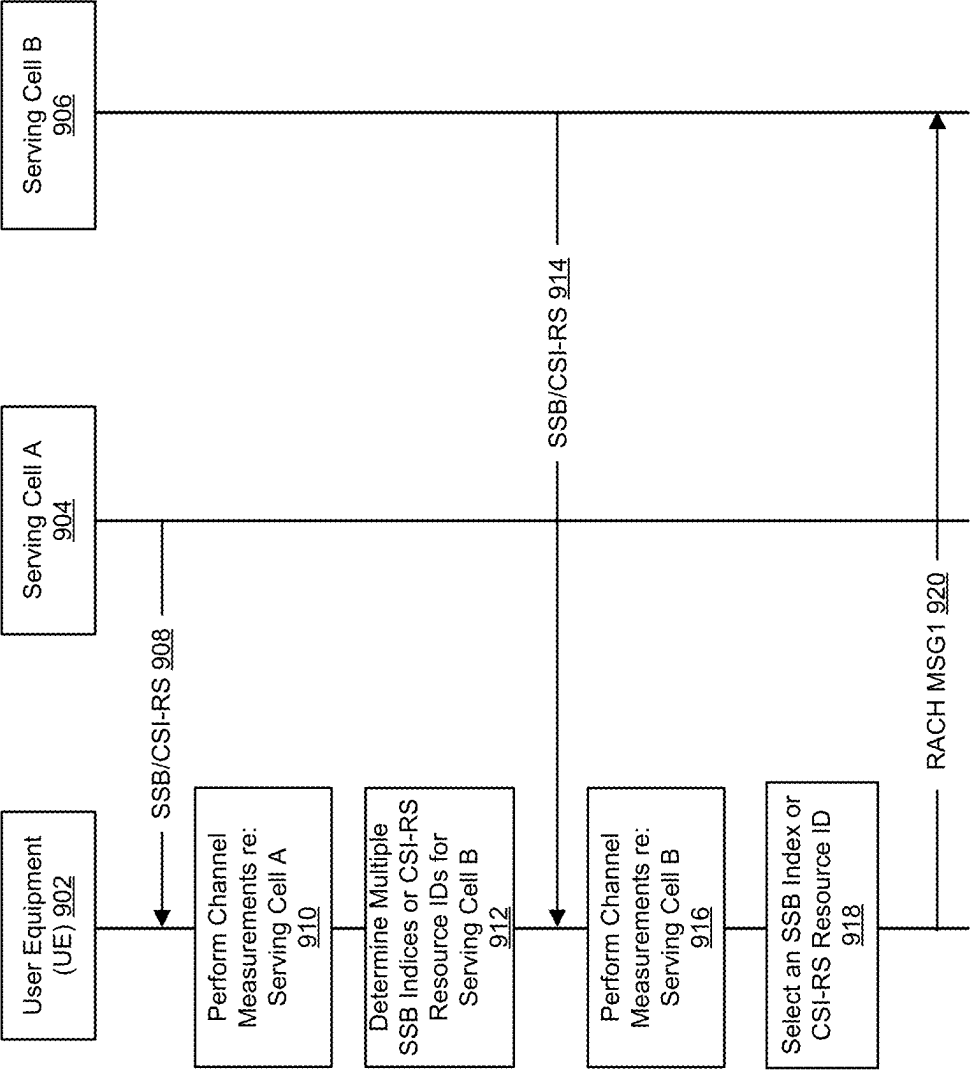 User Equipment
(UE) 902
Serving Cell A
904
Serving Cell B
906
SSB/CSI-RS 908
Perform Channel
Measurements re:
Serving Cell A
910
Determine Multiple
SSB Indices or CSI-RS
Resource IDs for
Serving Cell B
912
SSB/CSI-RS 914
Perform Channel
Measurements re:
Serving Cell B
916
Select an SSB Index or
CSI-RS Resource ID
918
RACH MSG1 920